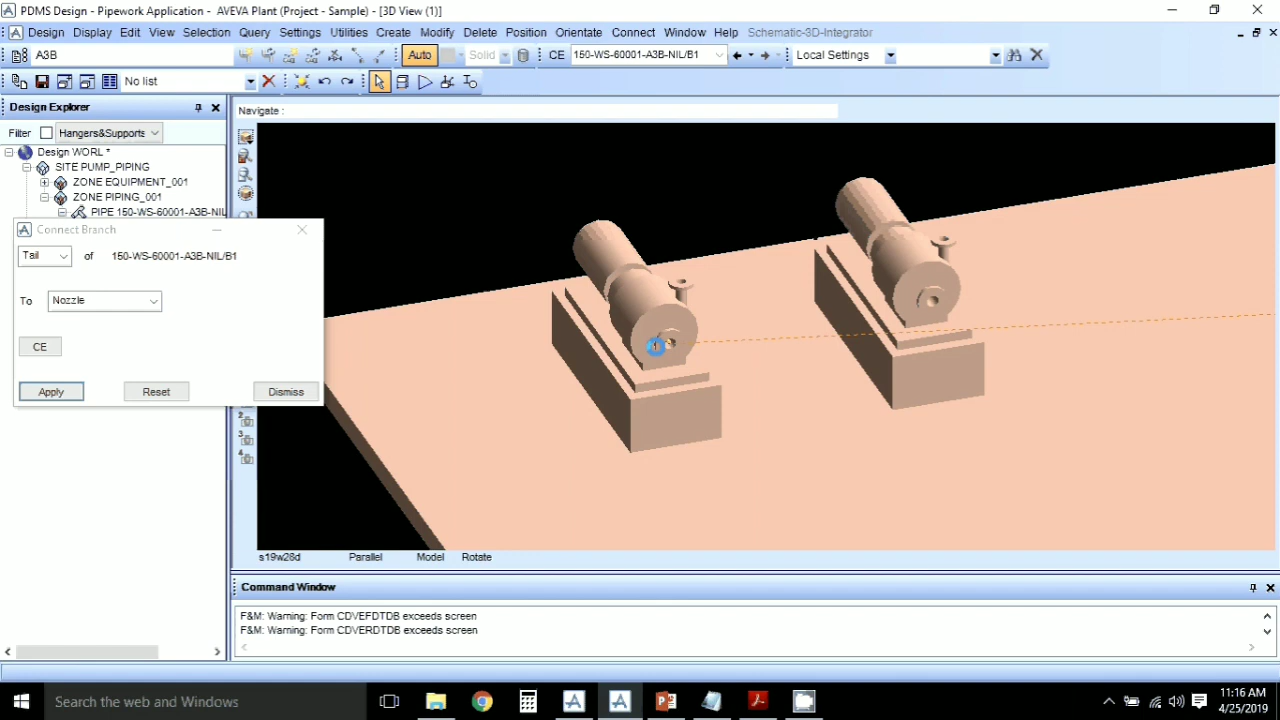 PDMS Design - Pipework Application - AVEVA Plant (Project - Sample) - [3D View (1)]
Design Display Edit View Selection Query Settings Utilities Create Modify Delete Position Orientate Connect Window Help Schematic-3D-Integrator
A3B Auto Solid CE 150-WS-60001-A3B-NIL/B1 Local Settings
No list
Design Explorer
Navigate :
Filter Hangers&Supports
Design WORL *
SITE PUMP_PIPING
ZONE EQUIPMENT_001
ZONE PIPING_001
PIPE 150-WS-60001-A3B-NIL
Connect Branch
Tail of 150-WS-60001-A3B-NIL/B1
To Nozzle
CE
Apply Reset Dismiss
2
3
4
s19w28d Parallel Model Rotate
Command Window
F&M: Warning: Form CDVEFDTDB exceeds screen
F&M: Warning: Form CDVERDTDB exceeds screen
Search the web and Windows
11:16 AM
4/25/2019